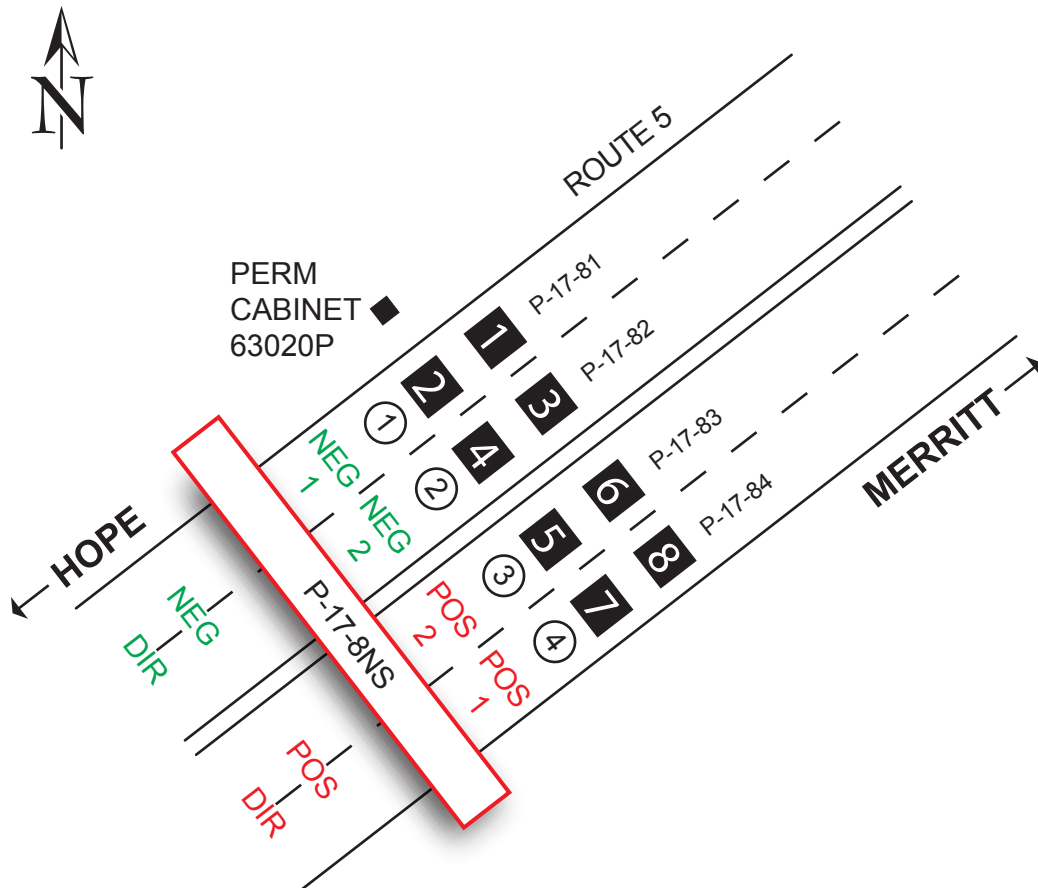 N
ROUTE 5
PERM
CABINET
63020P
1
P-17-81
2
3
P-17-82
1
4
2
NEG
1
NEG
2
6
P-17-83
5
8
P-17-84
3
7
4
MERRITT
HOPE
P-17-8NS
POS
2
POS
1
NEG
DIR
POS
DIR